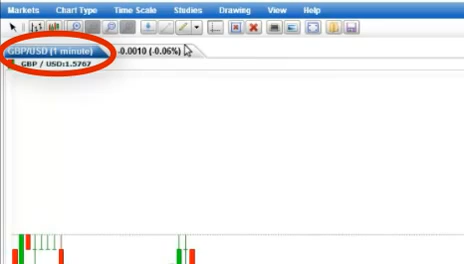 Markets Chart Type Time Scale Studies Drawing View Help
GBP/USD (1 minute) -0.0010 (-0.06%)
GBP / USD:1.5767